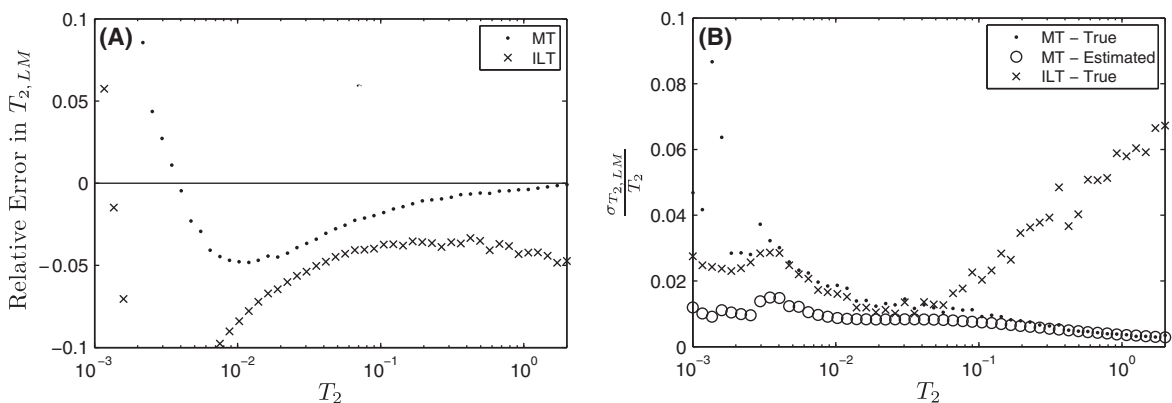 (A)
MT
ILT
Relative Error in T2,LM
0.1
0.05
0
−0.05
−0.1
10−3
10−2
10−1
100
T2
(B)
MT − True
MT − Estimated
ILT − True
σT2,LM
T2
0.1
0.08
0.06
0.04
0.02
0
10−3
10−2
10−1
100
T2